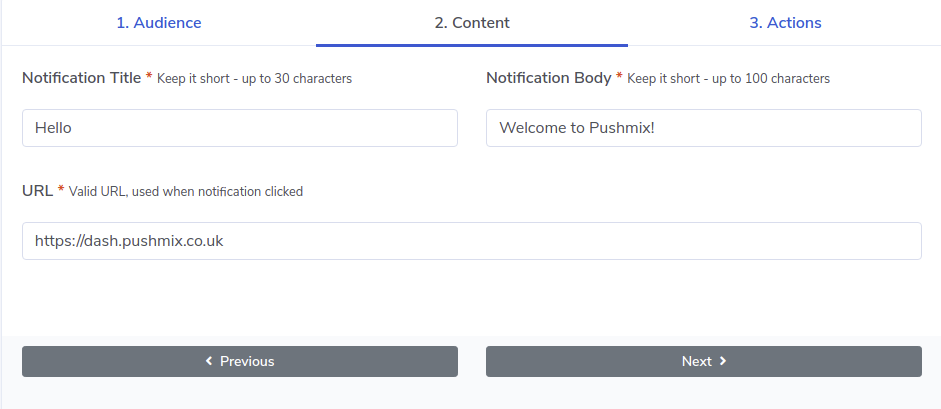 1. Audience
2. Content
3. Actions
Notification Title * Keep it short - up to 30 characters
Notification Body * Keep it short - up to 100 characters
Hello
Welcome to Pushmix!
URL * Valid URL, used when notification clicked
https://dash.pushmix.co.uk
Previous
Next